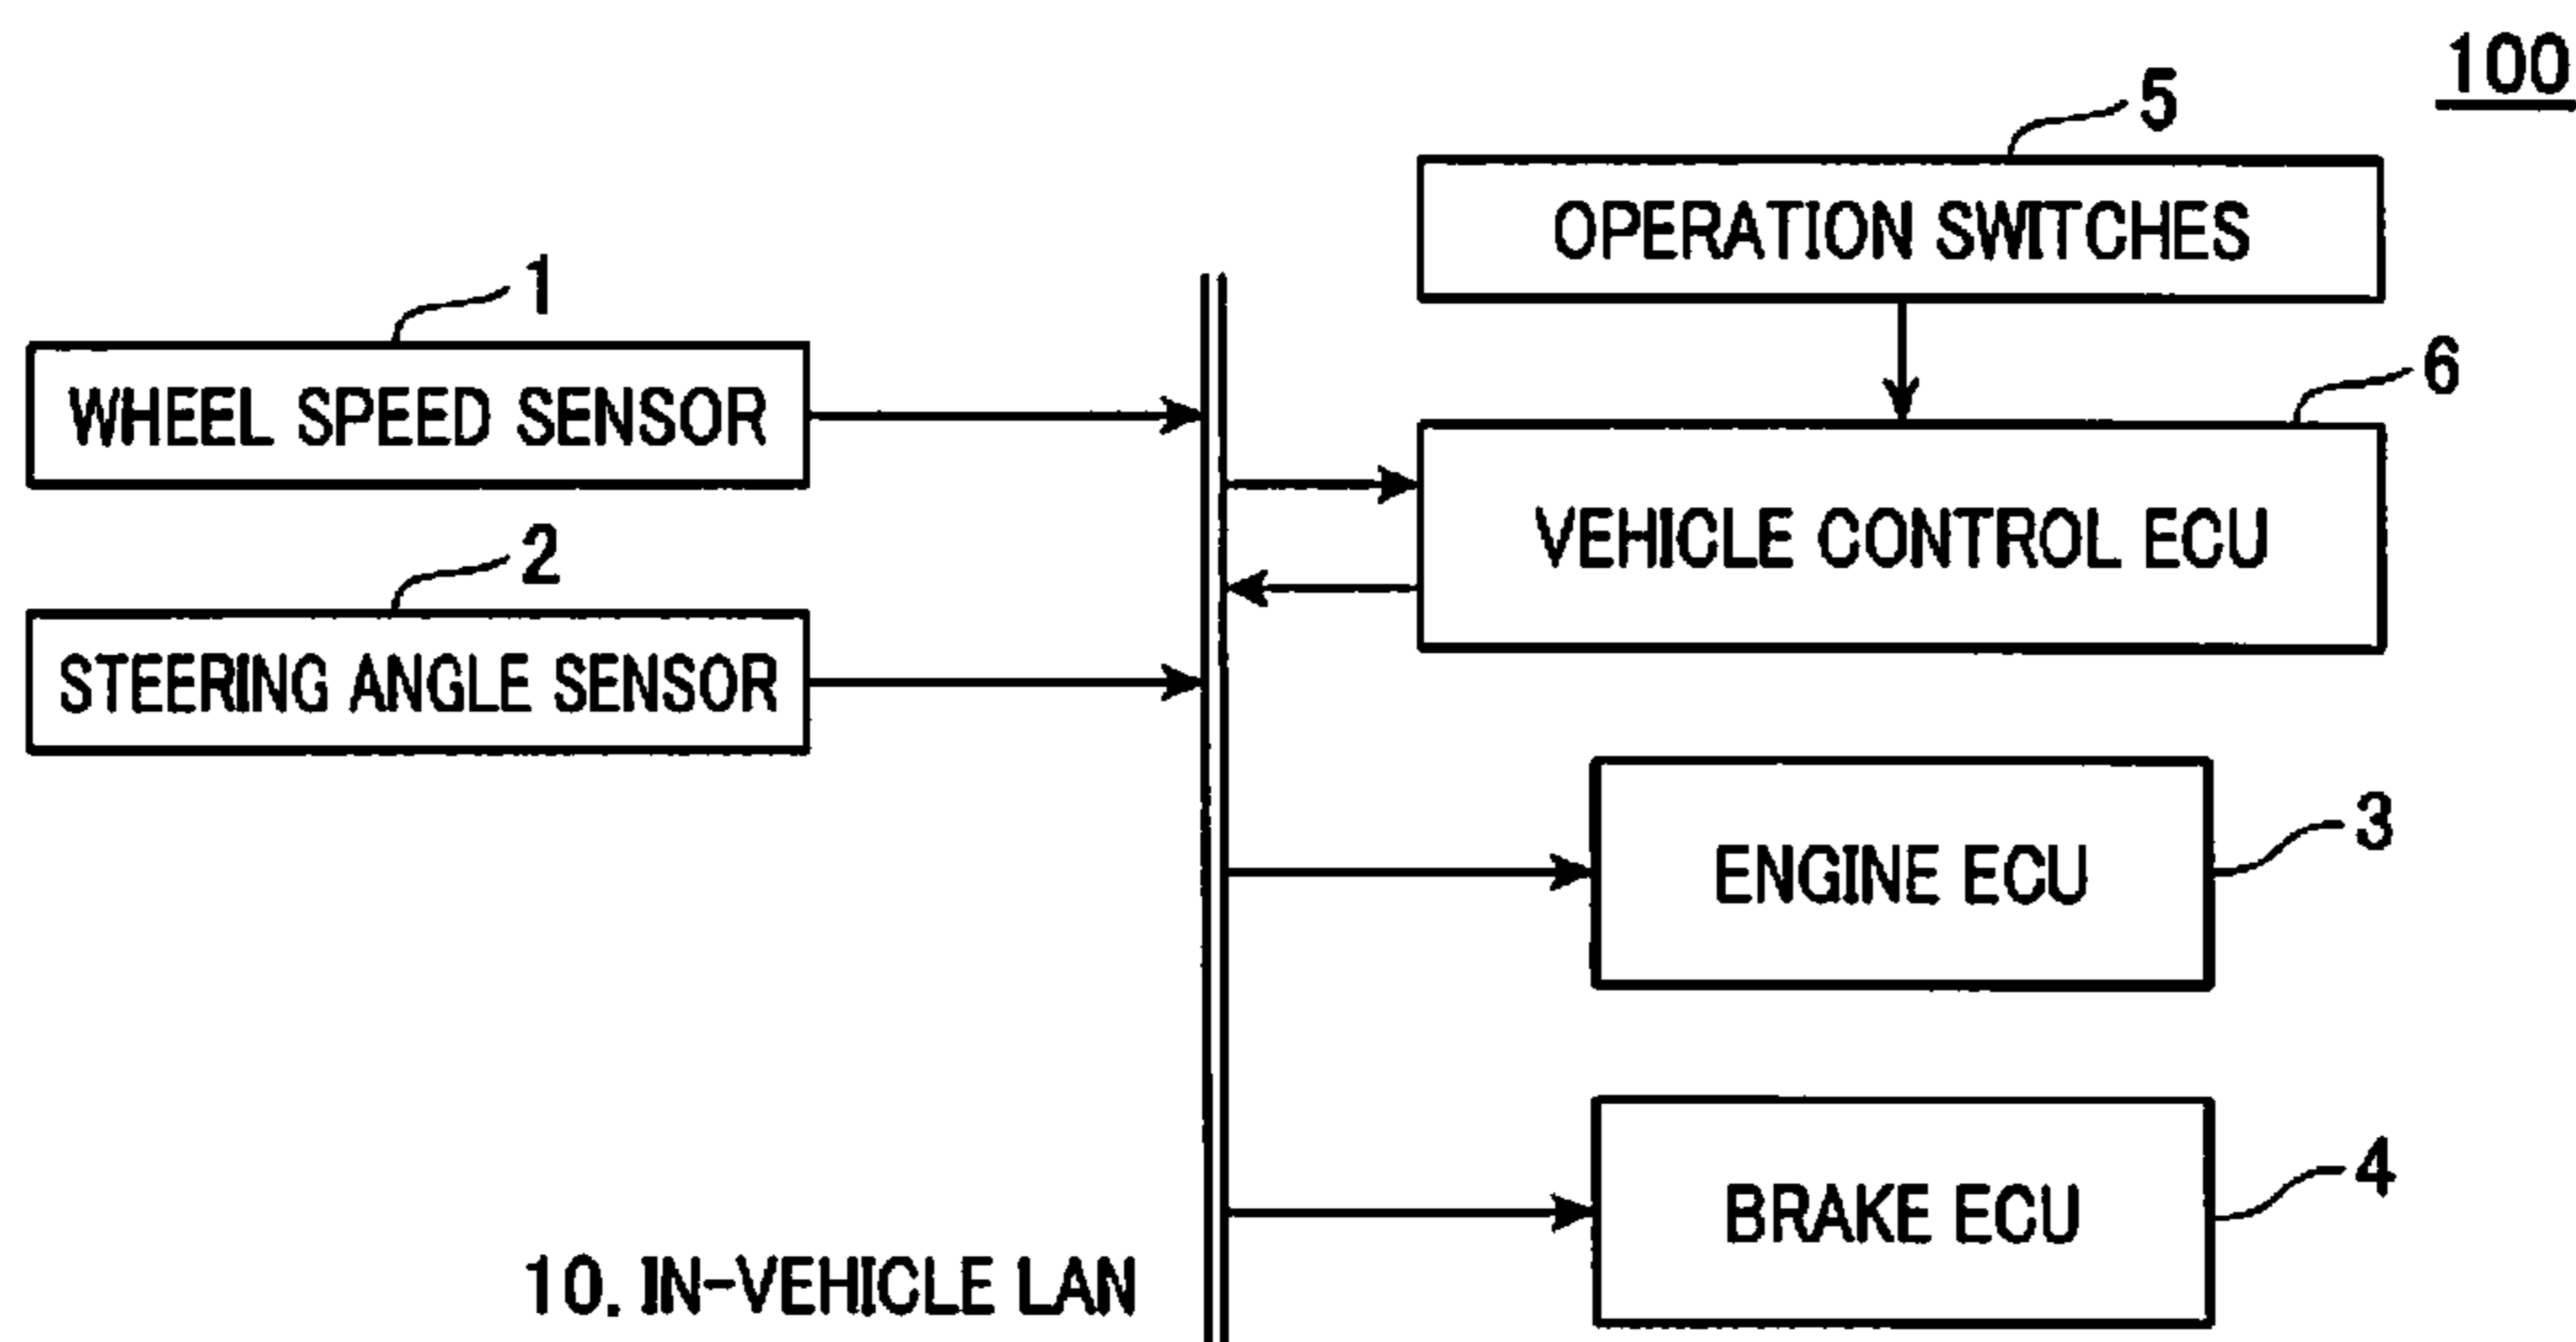 100
5
OPERATION SWITCHES
1
WHEEL SPEED SENSOR
6
VEHICLE CONTROL ECU
2
STEERING ANGLE SENSOR
3
ENGINE ECU
4
BRAKE ECU
10. IN-VEHICLE LAN